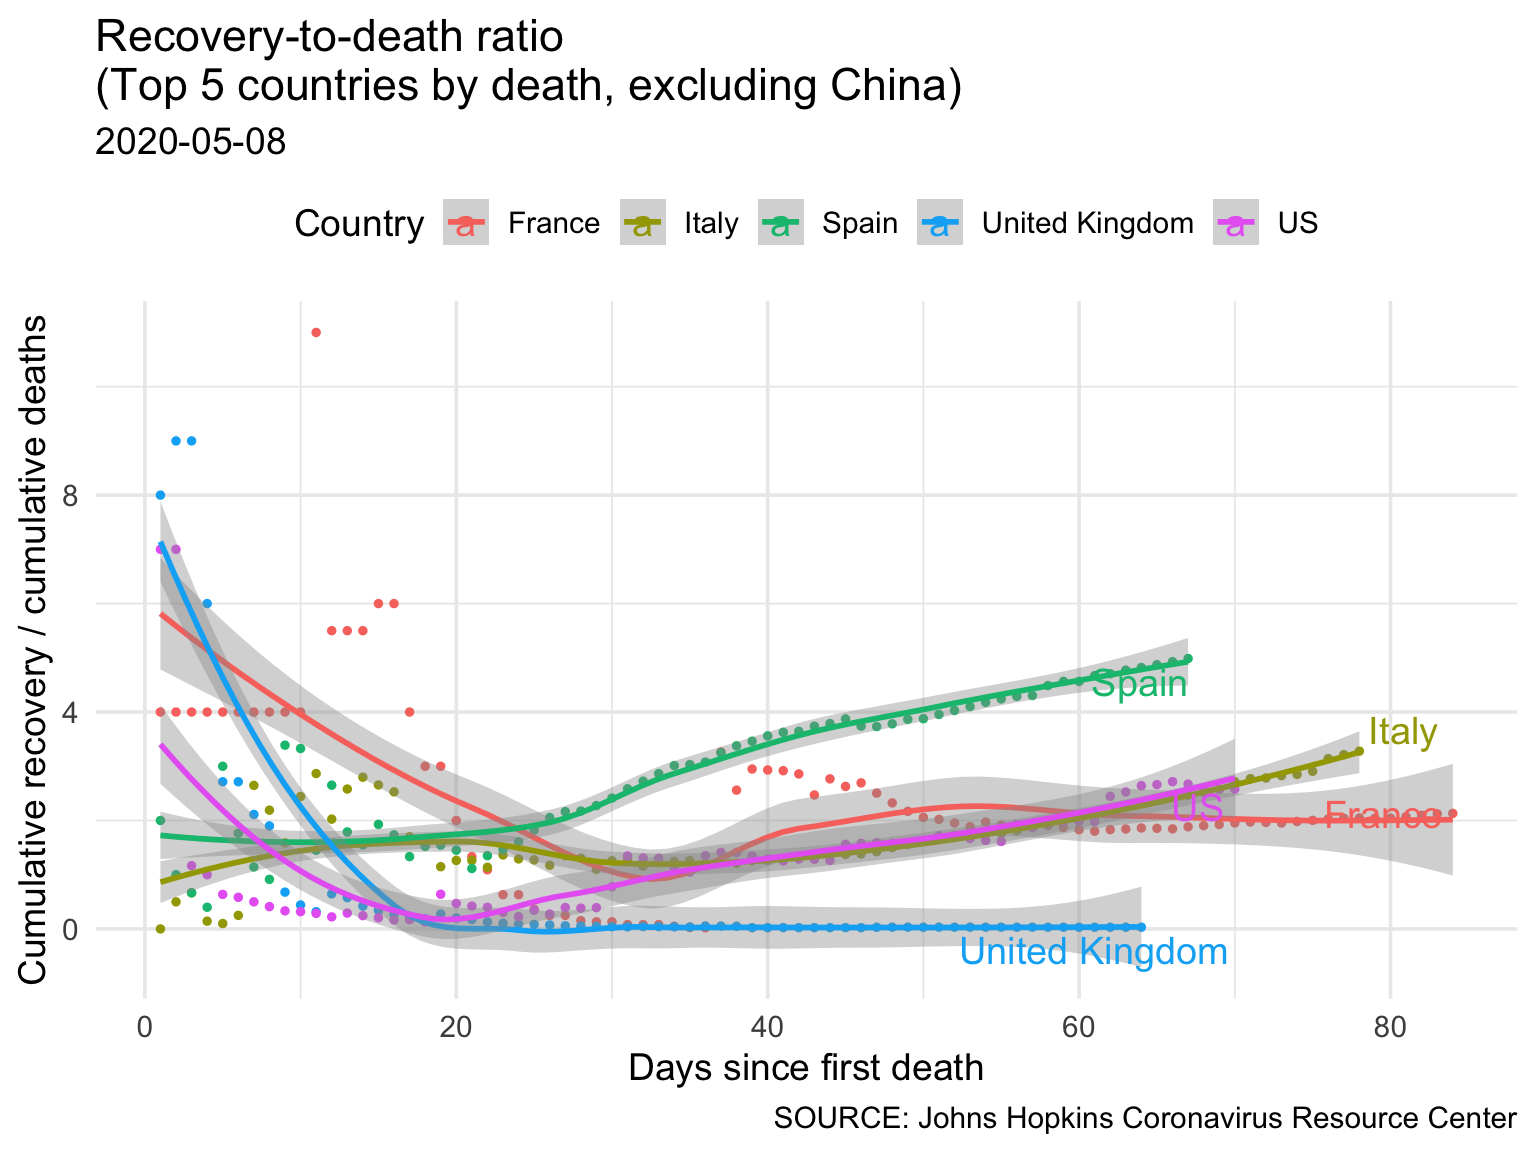 Recovery-to-death ratio
(Top 5 countries by death, excluding China)
2020-05-08
Country a France a Italy a Spain a United Kingdom a US
Cumulative recovery / cumulative deaths
8
4
0
Spain
Italy
US
France
United Kingdom
0 20 40 60 80
Days since first death
SOURCE: Johns Hopkins Coronavirus Resource Center